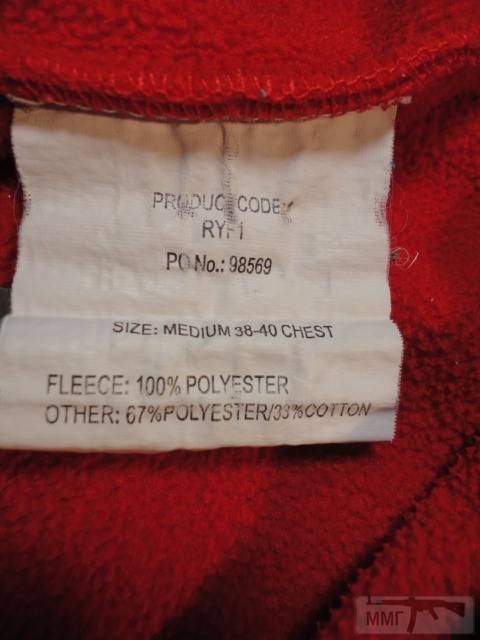 PRODUCT CODE:
RYF1
PO No.: 98569
SIZE: MEDIUM 38-40 CHEST
FLEECE: 100% POLYESTER
OTHER: 67%POLYESTER/33%COTTON
ММГ